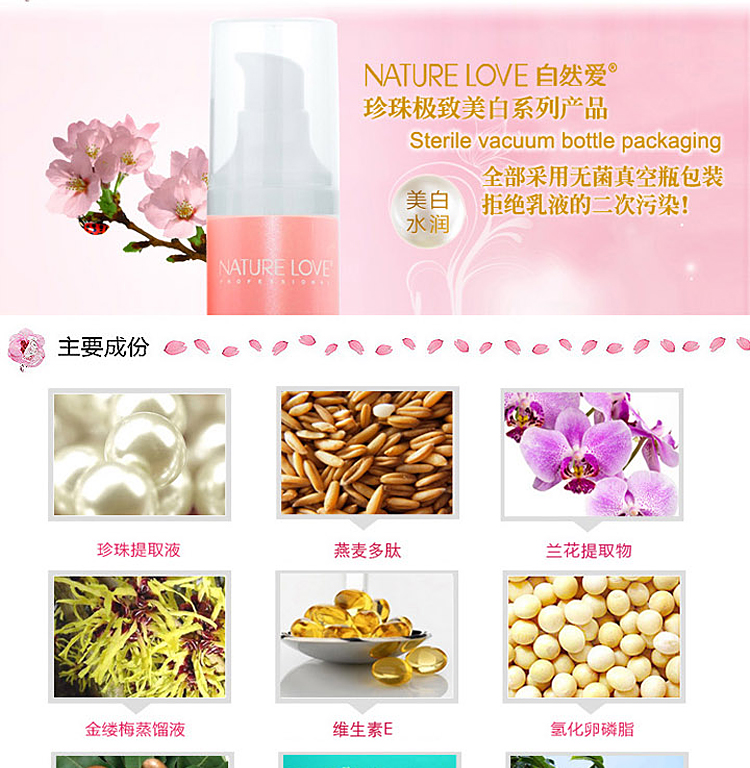 NATURE LOVE 自然爱®
珍珠极致美白系列产品
Sterile vacuum bottle packaging
美白
水润
全部采用无菌真空瓶包装
拒绝乳液的二次污染!
NATURE LOVE®
PROFESSIONAL
主要成份
珍珠提取液 燕麦多肽 兰花提取物
金缕梅蒸馏液 维生素E 氢化卵磷脂